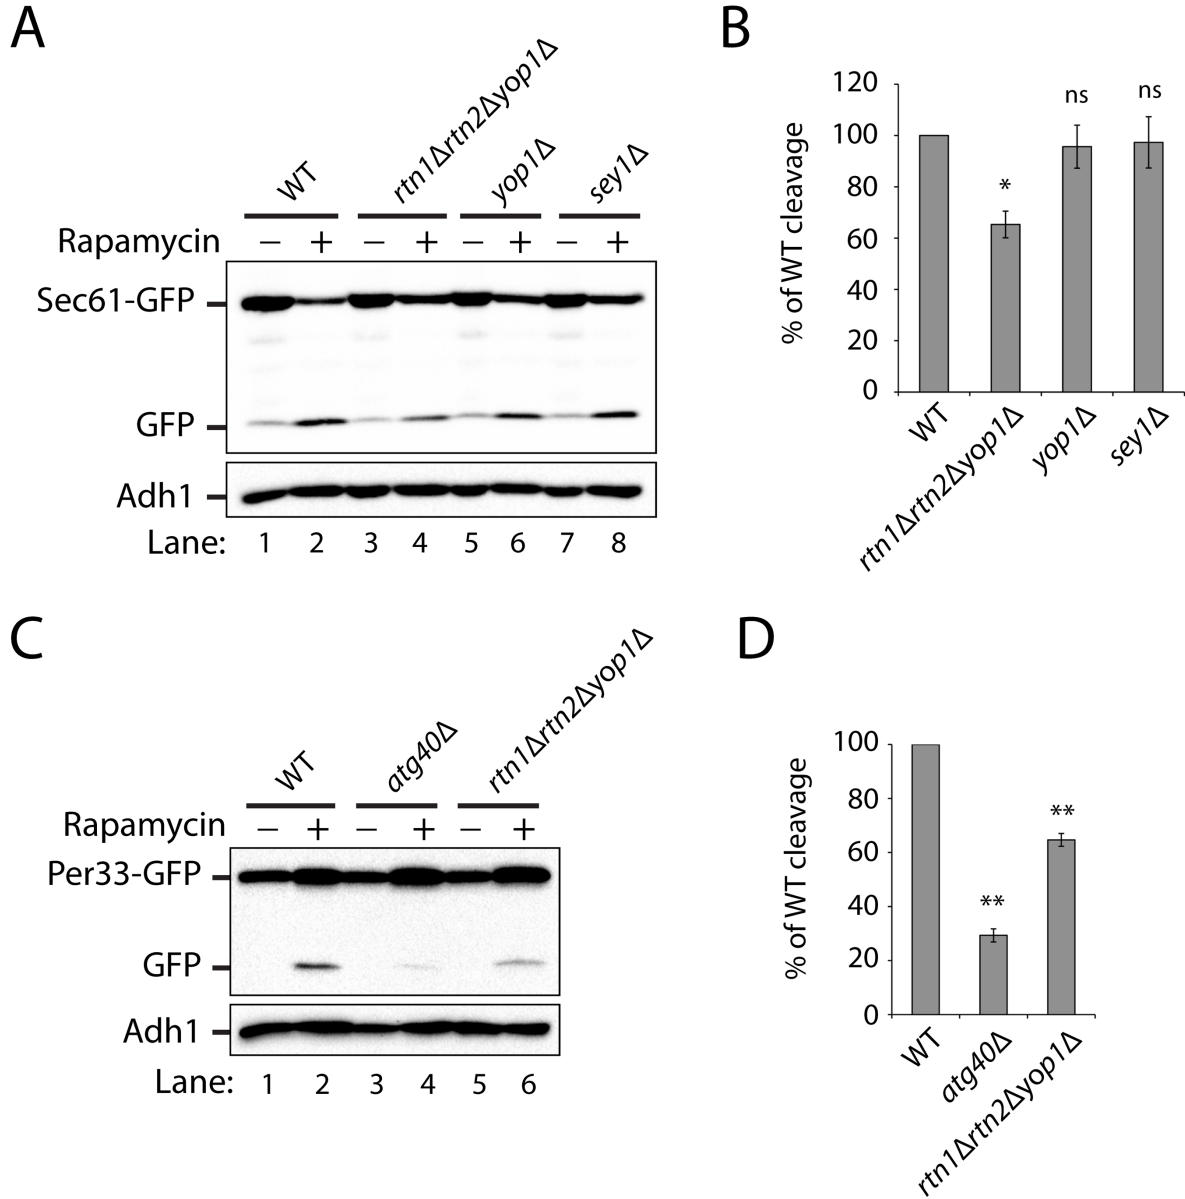 A
WT
rtn1Δrtn2Δyop1Δ
yop1Δ
sey1Δ
Rapamycin − + − + − + − +
Sec61-GFP
GFP
Adh1
Lane: 1 2 3 4 5 6 7 8
B
% of WT cleavage
120
100
80
60
40
20
0
*
ns
ns
WT
rtn1Δrtn2Δyop1Δ
yop1Δ
sey1Δ
C
WT
atg40Δ
rtn1Δrtn2Δyop1Δ
Rapamycin − + − + − +
Per33-GFP
GFP
Adh1
Lane: 1 2 3 4 5 6
D
% of WT cleavage
100
80
60
40
20
0
**
**
WT
atg40Δ
rtn1Δrtn2Δyop1Δ